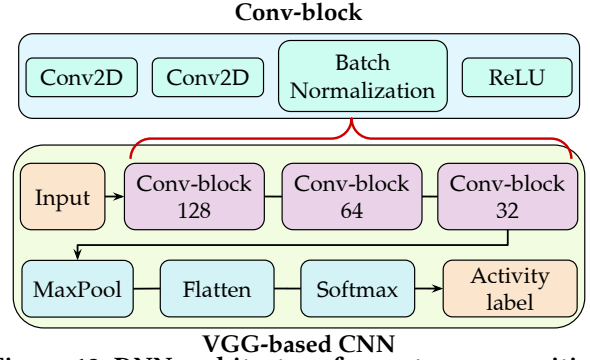 Conv-block
Conv2D
Conv2D
Batch
Normalization
ReLU
Input
Conv-block
128
Conv-block
64
Conv-block
32
MaxPool
Flatten
Softmax
Activity
label
VGG-based CNN